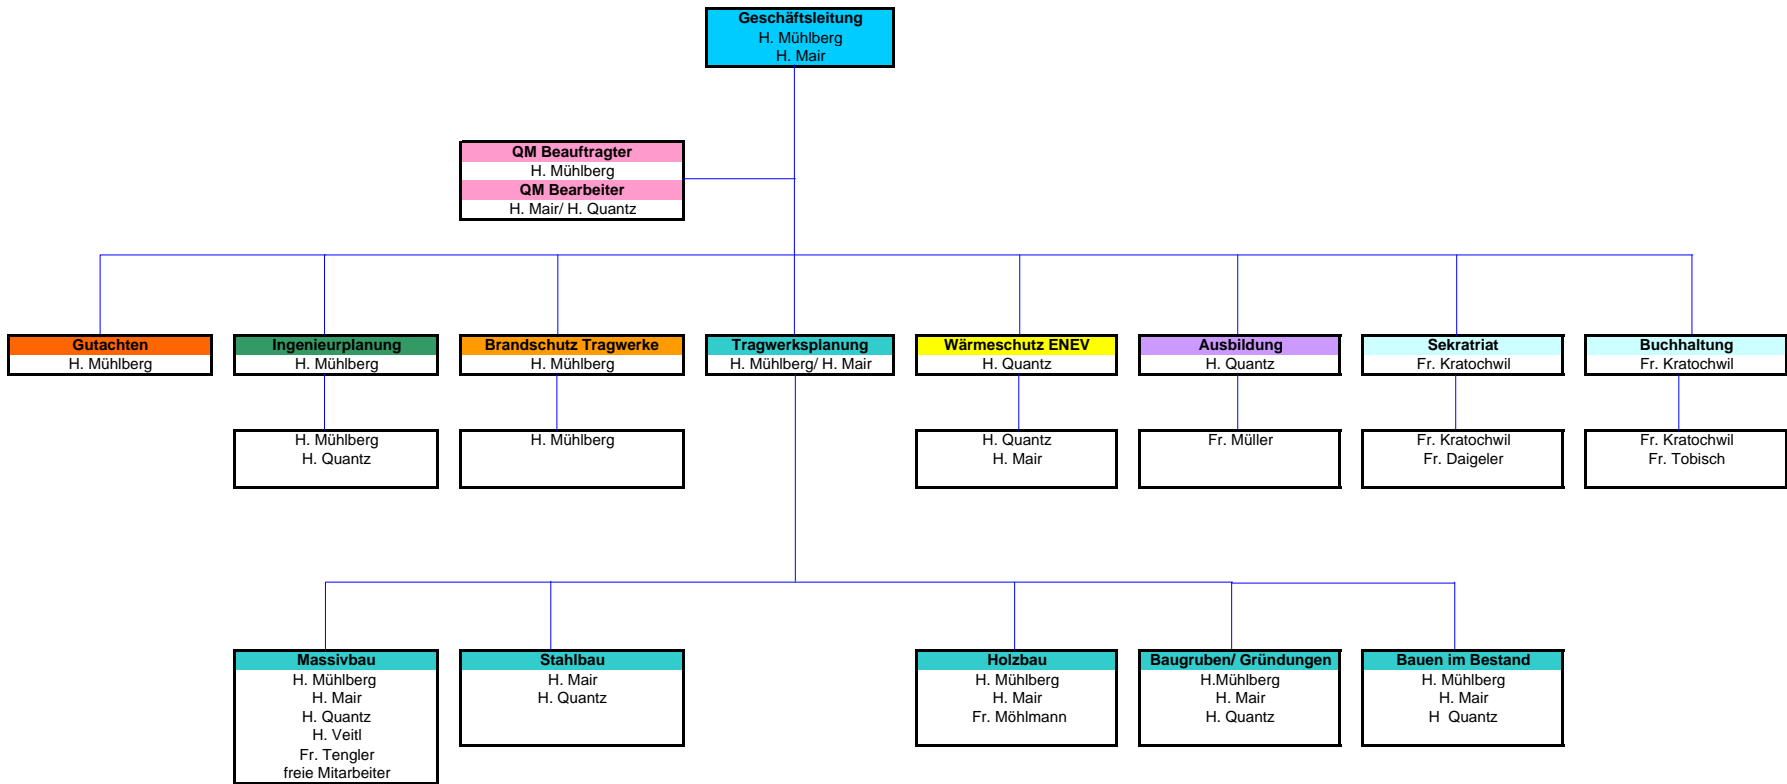 Geschäftsleitung
H. Mühlberg
H. Mair
QM Beauftragter
H. Mühlberg
QM Bearbeiter
H. Mair/ H. Quantz
Gutachten
H. Mühlberg
Ingenieurplanung
H. Mühlberg
Brandschutz Tragwerke
H. Mühlberg
Tragwerksplanung
H. Mühlberg/ H. Mair
Wärmeschutz ENEV
H. Quantz
Ausbildung
H. Quantz
Sekratriat
Fr. Kratochwil
Buchhaltung
Fr. Kratochwil
H. Mühlberg
H. Quantz
H. Mühlberg
H. Quantz
H. Mair
Fr. Müller
Fr. Kratochwil
Fr. Daigeler
Fr. Kratochwil
Fr. Tobisch
Massivbau
H. Mühlberg
H. Mair
H. Quantz
H. Veitl
Fr. Tengler
freie Mitarbeiter
Stahlbau
H. Mair
H. Quantz
Holzbau
H. Mühlberg
H. Mair
Fr. Möhlmann
Baugruben/ Gründungen
H.Mühlberg
H. Mair
H. Quantz
Bauen im Bestand
H. Mühlberg
H. Mair
H  Quantz